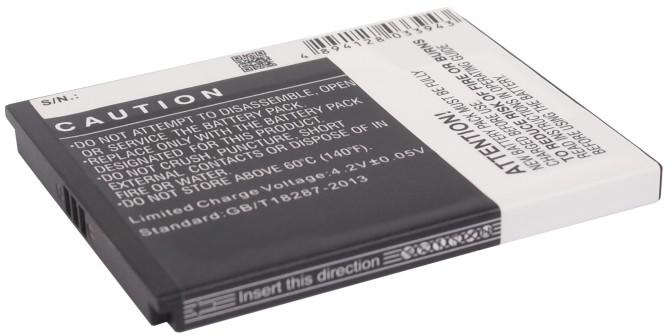 S/N.:
4 894128 033943
CAUTION
•DO NOT ATTEMPT TO DISASSEMBLE, OPEN
OR SERVICE THE BATTERY PACK.
•REPLACE ONLY WITH THE BATTERY PACK
DESIGNATED FOR THIS PRODUCT.
•DO NOT CRUSH, PUNCTURE, SHORT
EXTERNAL CONTACTS OR DISPOSE OF IN
FIRE OR WATER.
•DO NOT USE ABOVE 60°C (140°F).
Limited Charge Voltage: 4.2V±0.05V
Standard: GB/T18287-2013
ATTENTION!
NEW BATTERY PACK MUST BE FULLY
CHARGED BEFORE USE.
TO REDUCE RISK OF FIRE OR BURNS
READ INSTRUCTIONS/OPERATING GUIDE
BEFORE USING THE BATTERY.
Insert this direction